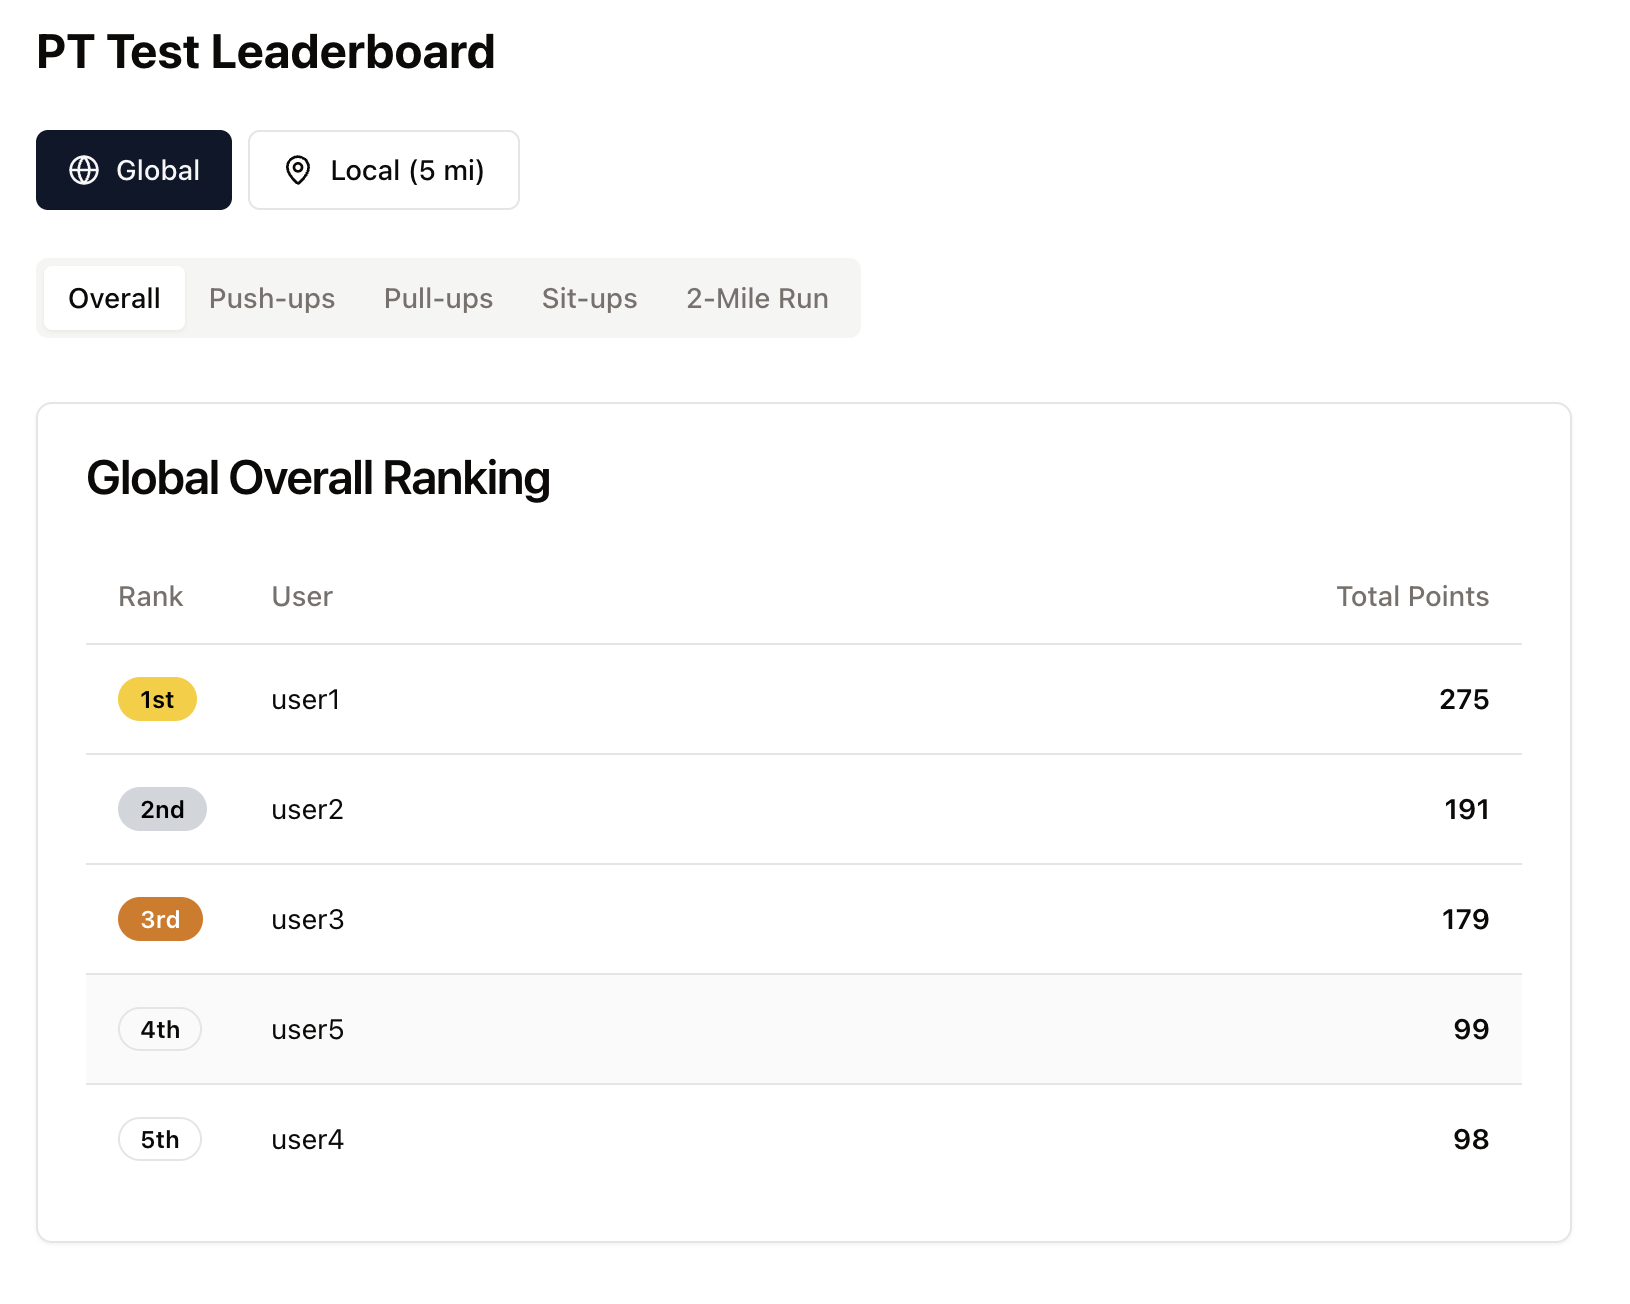 PT Test Leaderboard
Global Local (5 mi)
Overall Push-ups Pull-ups Sit-ups 2-Mile Run
Global Overall Ranking
Rank User Total Points
1st user1 275
2nd user2 191
3rd user3 179
4th user5 99
5th user4 98